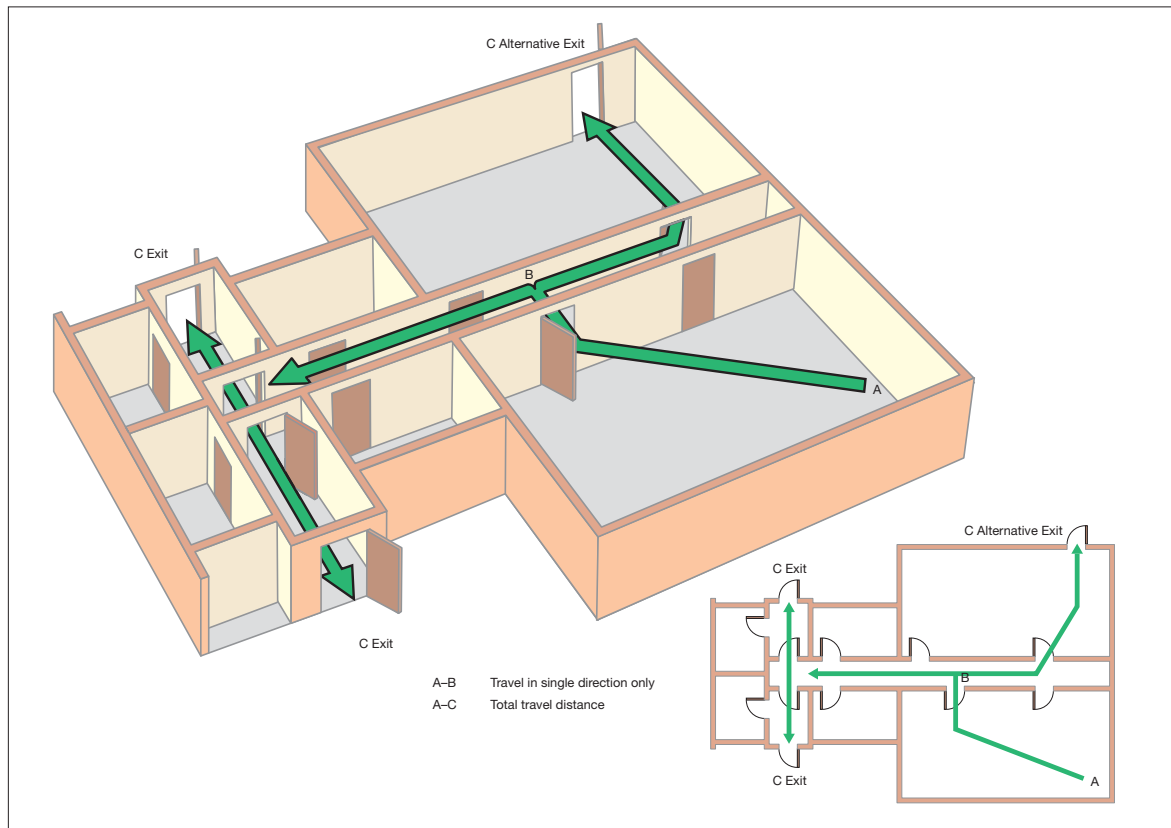 C Alternative Exit
C Exit
B
A
C Exit
A–B Travel in single direction only
A–C Total travel distance
C Alternative Exit
C Exit
B
A
C Exit